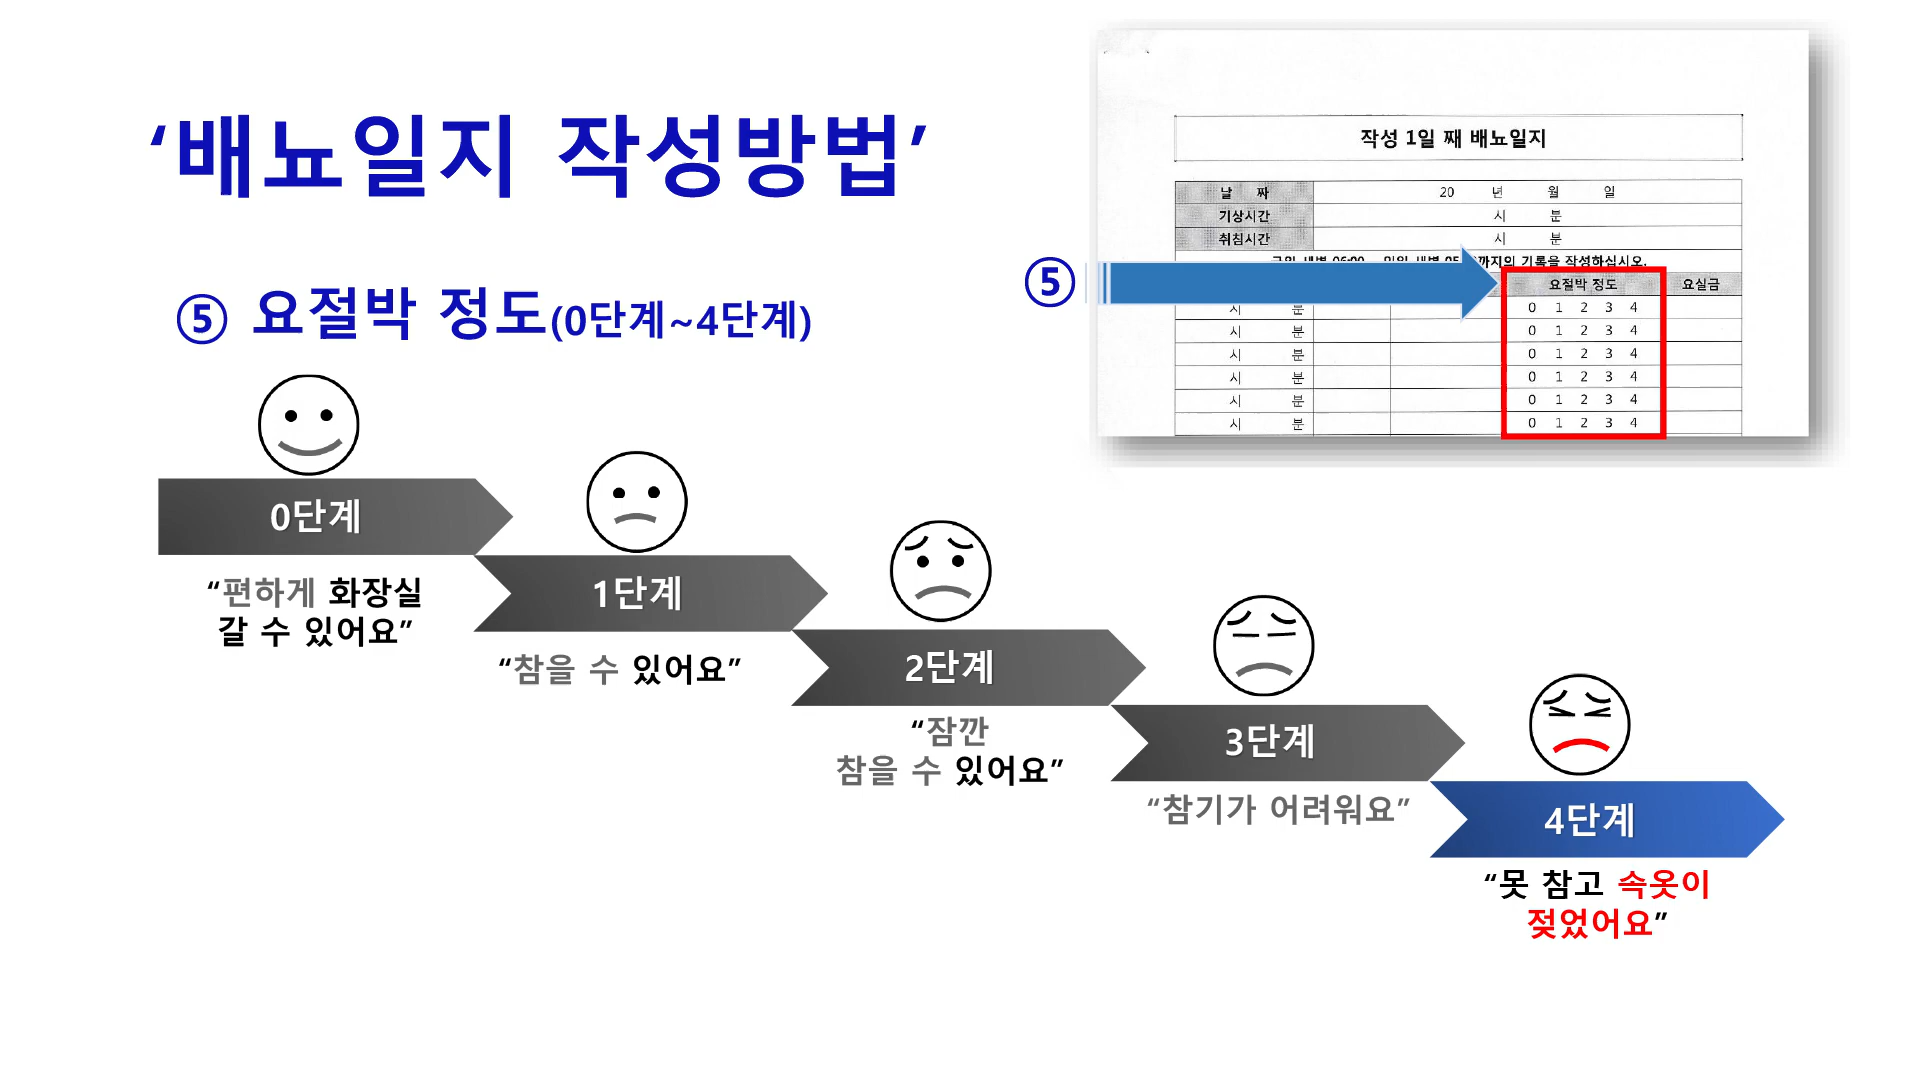 ‘배뇨일지 작성방법’
⑤ 요절박 정도(0단계~4단계)
0단계
“편하게 화장실
갈 수 있어요”
1단계
“참을 수 있어요”
2단계
“잠깐
참을 수 있어요”
3단계
“참기가 어려워요”
4단계
“못 참고 속옷이
젖었어요”
⑤
작성 1일 째 배뇨일지
날 짜 20 년 월 일
기상시간 시 분
취침시간 시 분
까지의 기록을 작성하십시오.
요절박 정도 요실금
시 분 0 1 2 3 4
시 분 0 1 2 3 4
시 분 0 1 2 3 4
시 분 0 1 2 3 4
시 분 0 1 2 3 4
시 분 0 1 2 3 4